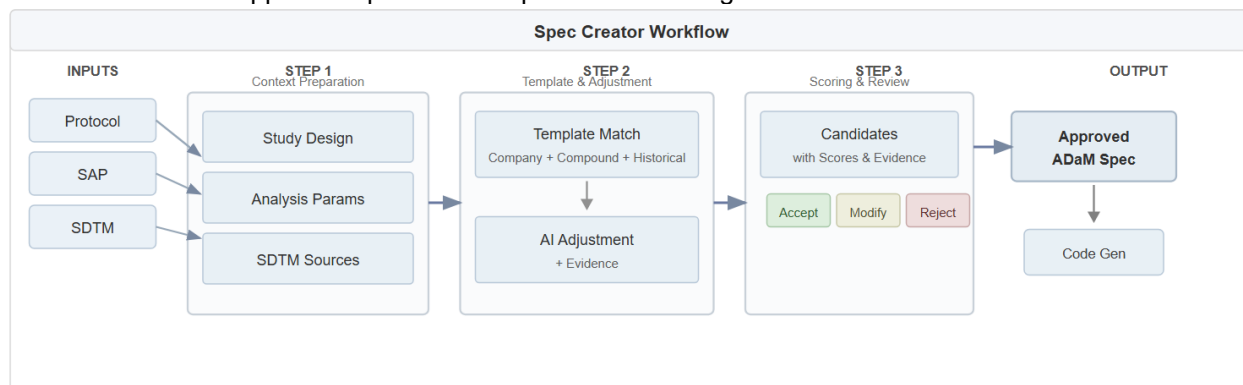 Spec Creator Workflow
INPUTS
Protocol
SAP
SDTM
STEP 1
Context Preparation
Study Design
Analysis Params
SDTM Sources
STEP 2
Template & Adjustment
Template Match
Company + Compound + Historical
AI Adjustment
+ Evidence
STEP 3
Scoring & Review
Candidates
with Scores & Evidence
Accept
Modify
Reject
OUTPUT
Approved
ADaM Spec
Code Gen